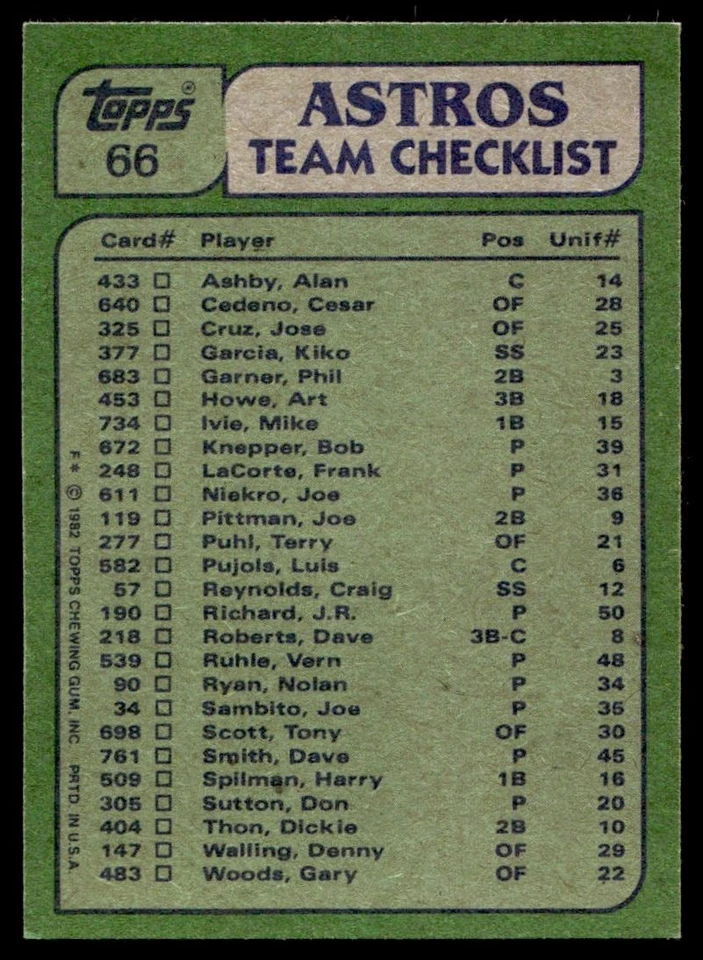 Topps®
66
ASTROS
TEAM CHECKLIST
Card# Player Pos Unif#
433 □ Ashby, Alan C 14
640 □ Cedeno, Cesar OF 28
325 □ Cruz, Jose OF 25
377 □ Garcia, Kiko SS 23
683 □ Garner, Phil 2B 3
453 □ Howe, Art 3B 18
734 □ Ivie, Mike 1B 15
672 □ Knepper, Bob P 39
248 □ LaCorte, Frank P 31
611 □ Niekro, Joe P 36
119 □ Pittman, Joe 2B 9
277 □ Puhl, Terry OF 21
582 □ Pujols, Luis C 6
57 □ Reynolds, Craig SS 12
190 □ Richard, J.R. P 50
218 □ Roberts, Dave 3B-C 8
539 □ Ruhle, Vern P 48
90 □ Ryan, Nolan P 34
34 □ Sambito, Joe P 35
698 □ Scott, Tony OF 30
761 □ Smith, Dave P 45
509 □ Spilman, Harry 1B 16
305 □ Sutton, Don P 20
404 □ Thon, Dickie 2B 10
147 □ Walling, Denny OF 29
483 □ Woods, Gary OF 22
F* © 1982 TOPPS CHEWING GUM, INC PRTD. IN U.S.A.